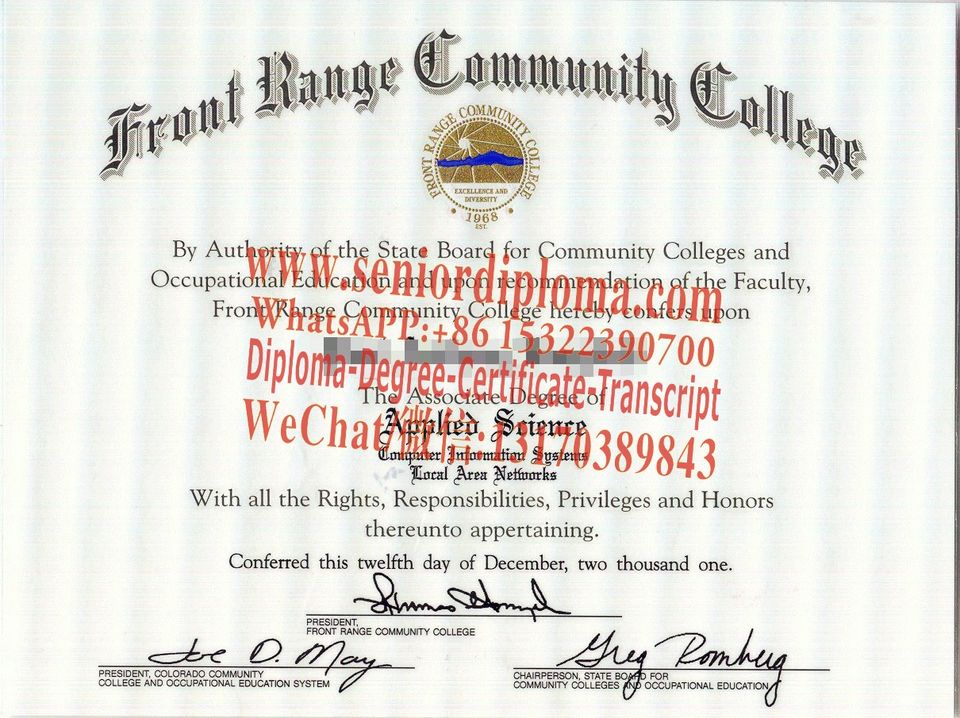 Front Range Community College
FRONT RANGE COMMUNITY COLLEGE
EXCELLENCE AND
DIVERSITY
1968
EST.
By Authority of the State Board for Community Colleges and
www.seniordiploma.com
Occupational Education and upon recommendation of the Faculty,
Front Range Community College hereby confers upon
WhatsAPP:+86 15322390700
Diploma-Degree-Certificate-Transcript
The Associate Degree of
Applied Science
WeChat/微信:13170389843
Computer Information Systems
Local Area Networks
With all the Rights, Responsibilities, Privileges and Honors
thereunto appertaining.
Conferred this twelfth day of December, two thousand one.
PRESIDENT,
FRONT RANGE COMMUNITY COLLEGE
Joe D. May
PRESIDENT, COLORADO COMMUNITY
COLLEGE AND OCCUPATIONAL EDUCATION SYSTEM
Greg Romberg
CHAIRPERSON, STATE BOARD FOR
COMMUNITY COLLEGES AND OCCUPATIONAL EDUCATION